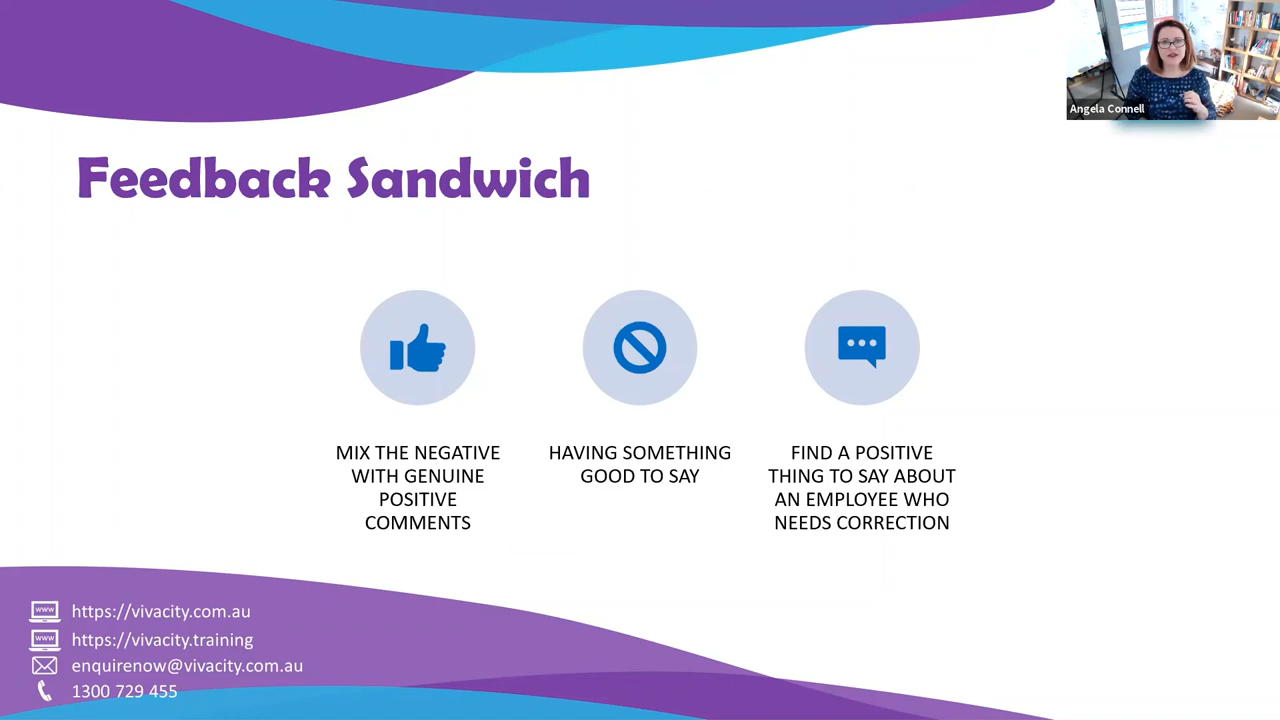 Angela Connell
Feedback Sandwich
MIX THE NEGATIVE
WITH GENUINE
POSITIVE
COMMENTS
HAVING SOMETHING
GOOD TO SAY
FIND A POSITIVE
THING TO SAY ABOUT
AN EMPLOYEE WHO
NEEDS CORRECTION
www https://vivacity.com.au
www https://vivacity.training
enquirenow@vivacity.com.au
1300 729 455